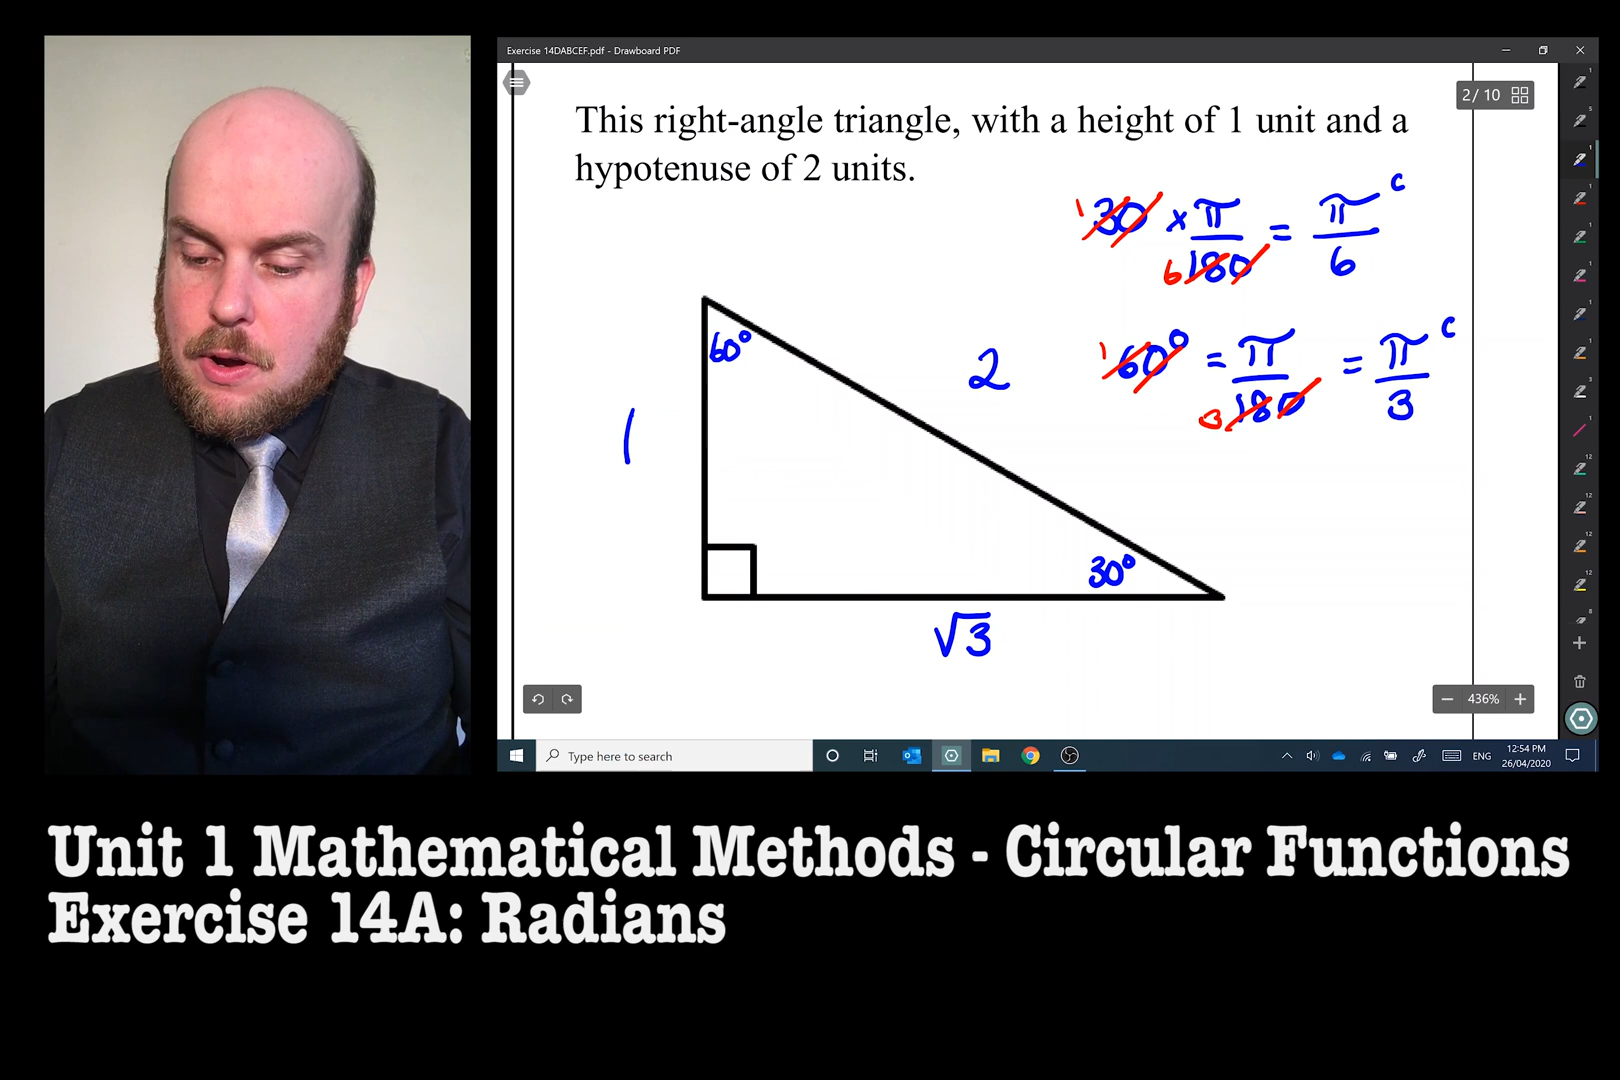 Exercise 14DABCEF.pdf - Drawboard PDF
2/ 10
This right-angle triangle, with a height of 1 unit and a
hypotenuse of 2 units.
1 30 × π/180 6 = π/6 ᶜ
1 60° = π/180 3 = π/3 ᶜ
60°
2
1
30°
√3
436%
Type here to search
ENG
12:54 PM
26/04/2020
Unit 1 Mathematical Methods - Circular Functions
Exercise 14A: Radians